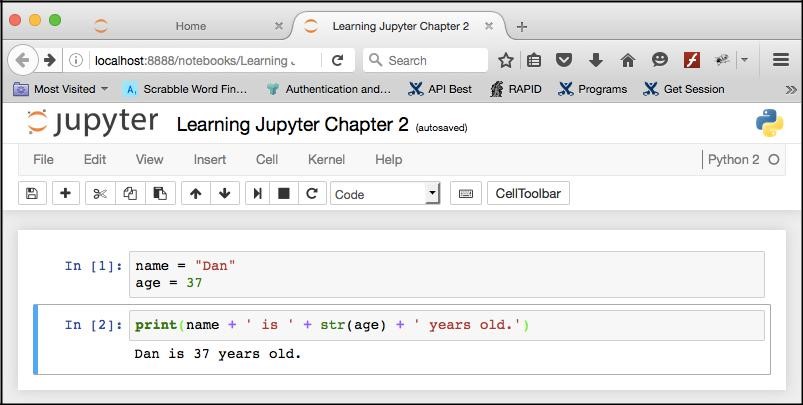 Home
Learning Jupyter Chapter 2
localhost:8888/notebooks/Learning
Search
Most Visited
Scrabble Word Fin...
Authentication and...
API Best
RAPID
Programs
Get Session
jupyter Learning Jupyter Chapter 2 (autosaved)
File Edit View Insert Cell Kernel Help Python 2
Code CellToolbar
In [1]: name = "Dan"
age = 37
In [2]: print(name + ' is ' + str(age) + ' years old.')
Dan is 37 years old.